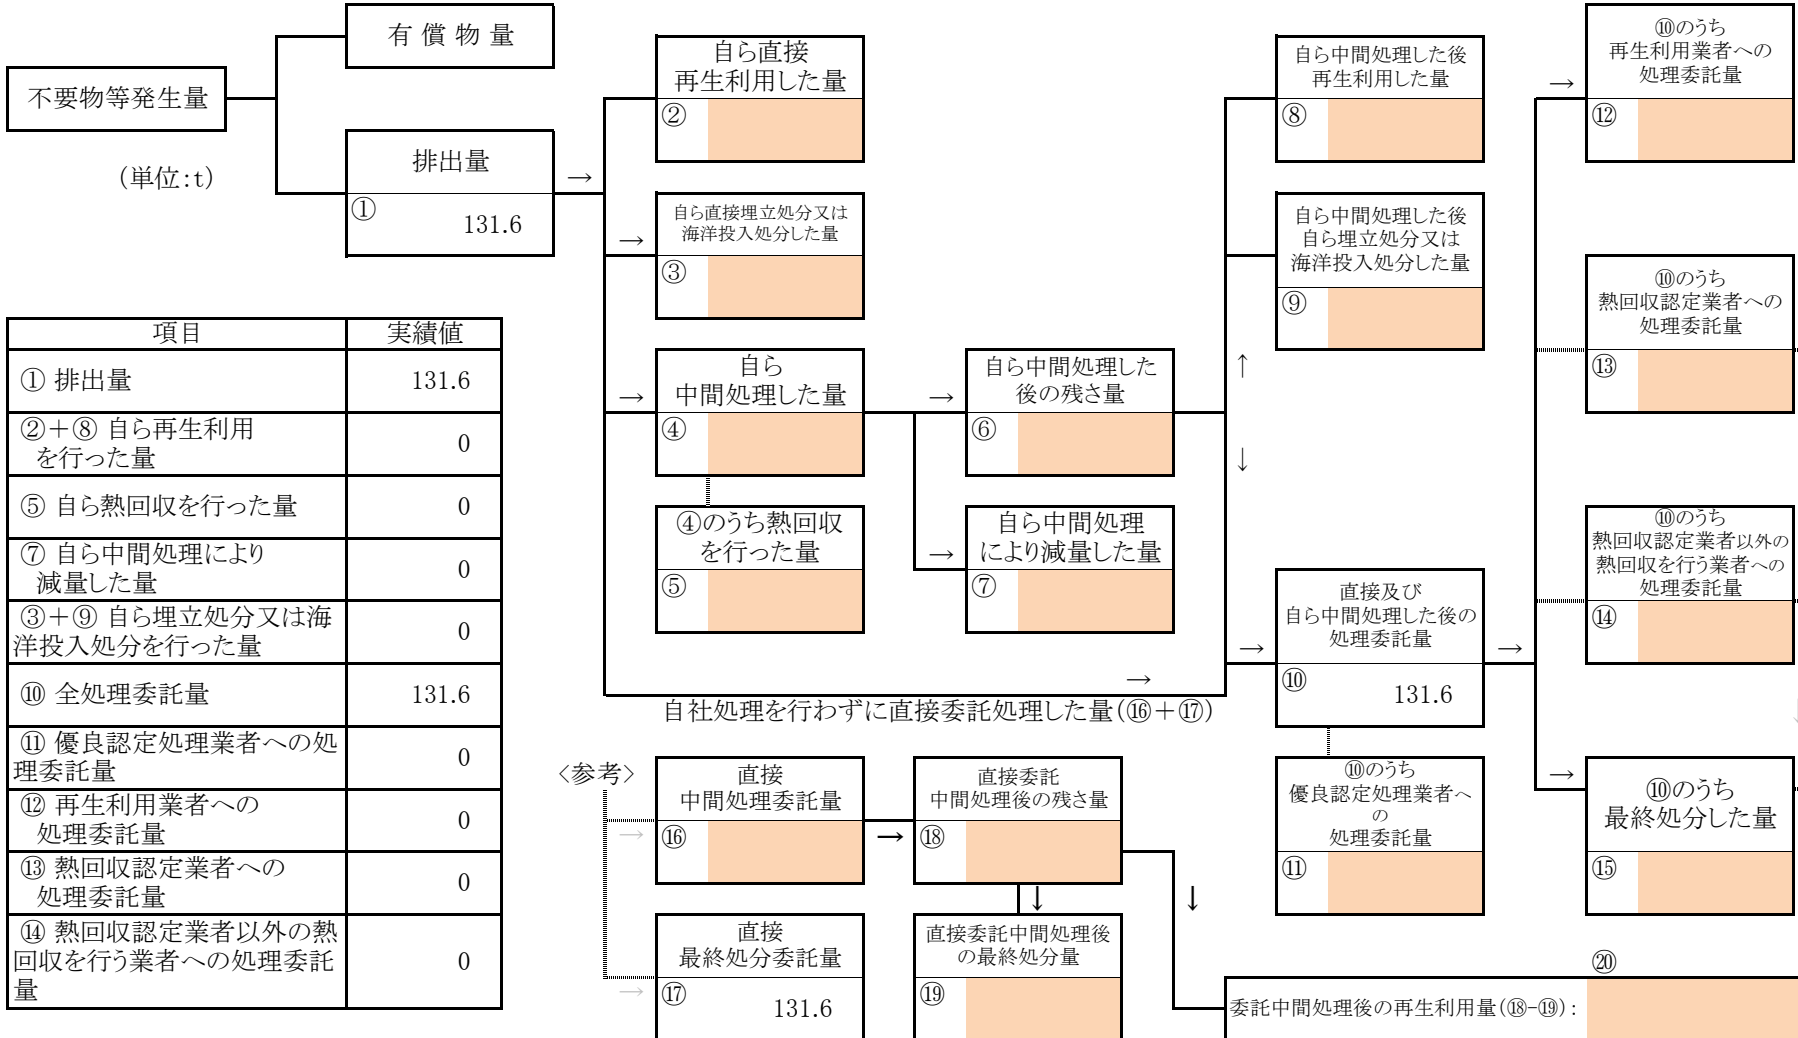 有 償 物 量
不要物等発生量
(単位:t)
排出量
①
131.6
→
自ら直接
再生利用した量
②
→
自ら直接埋立処分又は
海洋投入処分した量
③
→
自ら
中間処理した量
④
④のうち熱回収
を行った量
⑤
→
自ら中間処理した
後の残さ量
⑥
→
自ら中間処理
により減量した量
⑦
自ら中間処理した後
再生利用した量
⑧
自ら中間処理した後
自ら埋立処分又は
海洋投入処分した量
⑨
↑
↓
→
直接及び
自ら中間処理した後の
処理委託量
⑩
131.6
→
⑩のうち
優良認定処理業者へ
の
処理委託量
⑪
→
⑩のうち
再生利用業者への
処理委託量
⑫
⑩のうち
熱回収認定業者への
処理委託量
⑬
⑩のうち
熱回収認定業者以外の
熱回収を行う業者への
処理委託量
⑭
↓
→
⑩のうち
最終処分した量
⑮
→
自社処理を行わずに直接委託処理した量(⑯+⑰)
項目 実績値
① 排出量 131.6
②+⑧ 自ら再生利用
を行った量
0
⑤ 自ら熱回収を行った量 0
⑦ 自ら中間処理により
減量した量
0
③+⑨ 自ら埋立処分又は海
洋投入処分を行った量
0
⑩ 全処理委託量 131.6
⑪ 優良認定処理業者への処
理委託量
0
⑫ 再生利用業者への
処理委託量
0
⑬ 熱回収認定業者への
処理委託量
0
⑭ 熱回収認定業者以外の熱
回収を行う業者への処理委託
量
0
<参考>
→
直接
中間処理委託量
⑯
→
直接委託
中間処理後の残さ量
⑱
↓
↓
→
直接
最終処分委託量
⑰
131.6
直接委託中間処理後
の最終処分量
⑲
⑳
委託中間処理後の再生利用量(⑱-⑲):